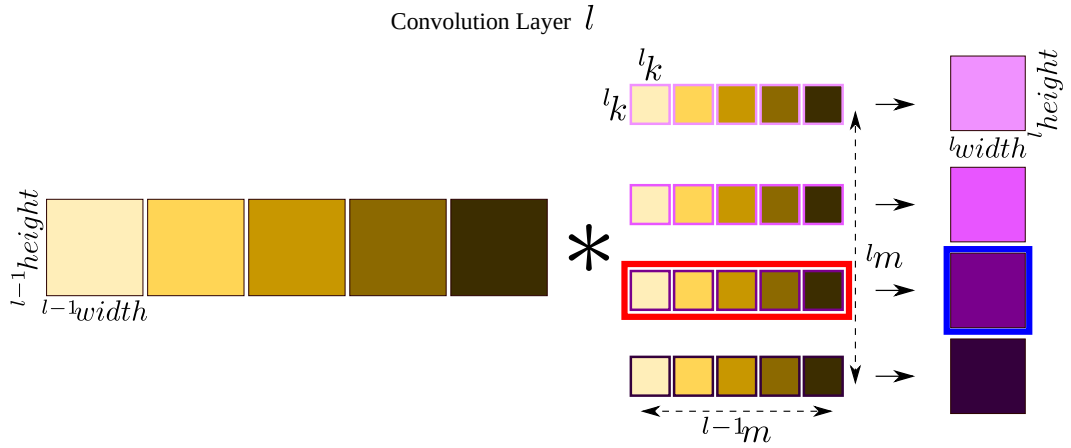 Convolution Layer l
lk
lk
lheight
lwidth
l−1height
l−1width
*
lm
l−1m